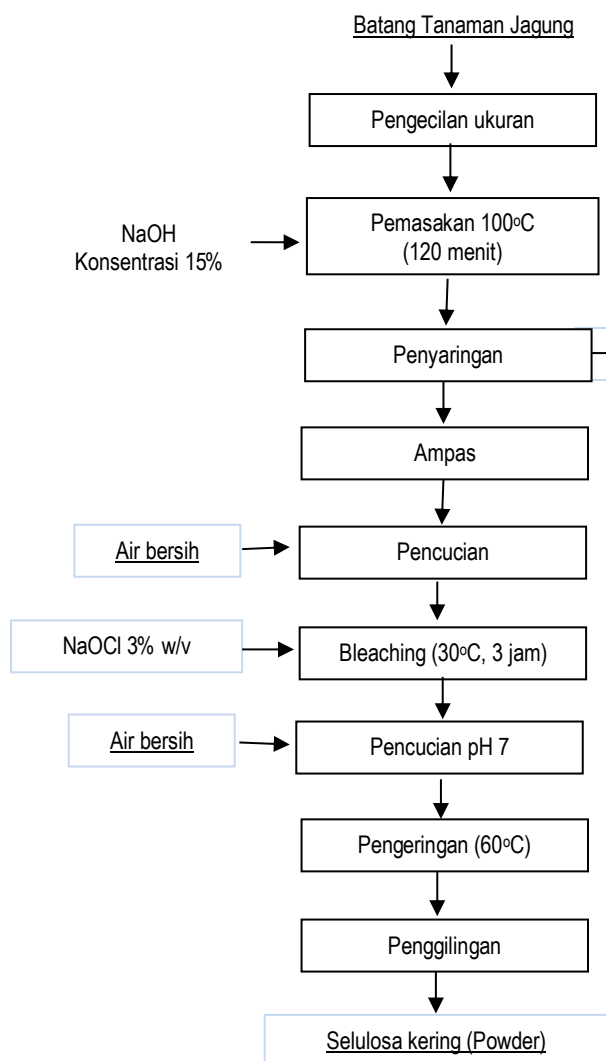 Batang Tanaman Jagung
Pengecilan ukuran
NaOH
Konsentrasi 15%
Pemasakan 100oC
(120 menit)
Penyaringan
Ampas
Air bersih
Pencucian
NaOCl 3% w/v
Bleaching (30oC, 3 jam)
Air bersih
Pencucian pH 7
Pengeringan (60oC)
Penggilingan
Selulosa kering (Powder)